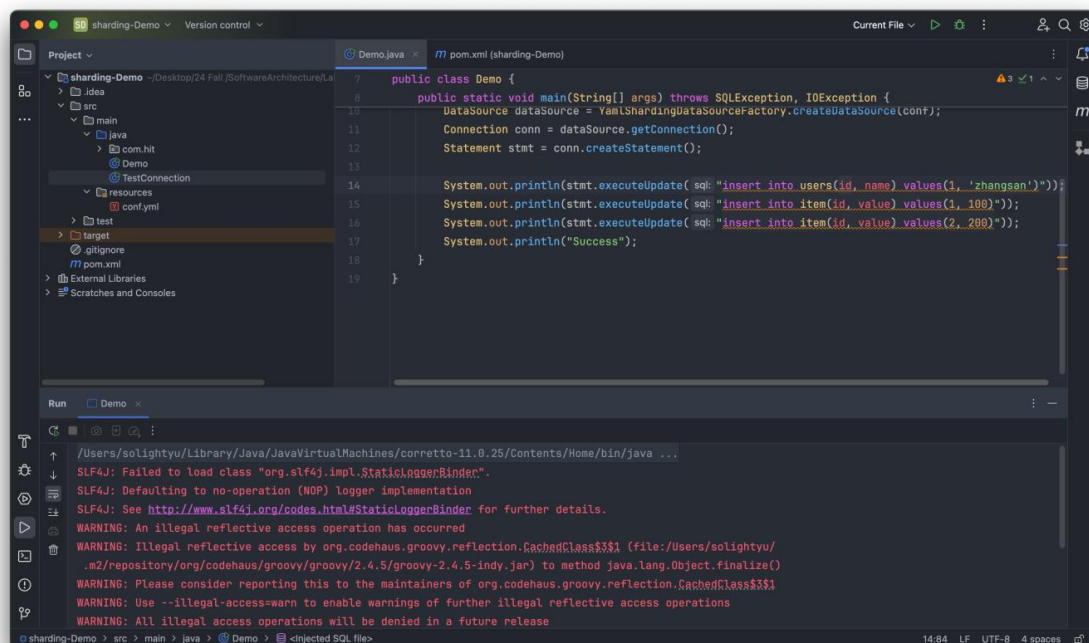 SD sharding-Demo Version control Current File
Project
Demo.java
pom.xml (sharding-Demo)
sharding-Demo ~/Desktop/24 Fall /SoftwareArchitecture/La
.idea
src
main
java
com.hit
Demo
TestConnection
resources
conf.yml
test
target
.gitignore
m pom.xml
External Libraries
Scratches and Consoles
3 1
7 public class Demo {
8 public static void main(String[] args) throws SQLException, IOException {
10 DataSource dataSource = YamlShardingDataSourceFactory.createDataSource(conf);
11 Connection conn = dataSource.getConnection();
12 Statement stmt = conn.createStatement();
13
14 System.out.println(stmt.executeUpdate( sql: "insert into users(id, name) values(1, 'zhangsan')"));
15 System.out.println(stmt.executeUpdate( sql: "insert into item(id, value) values(1, 100)"));
16 System.out.println(stmt.executeUpdate( sql: "insert into item(id, value) values(2, 200)"));
17 System.out.println("Success");
18 }
19 }
Run Demo
/Users/solightyu/Library/Java/JavaVirtualMachines/corretto-11.0.25/Contents/Home/bin/java ...
SLF4J: Failed to load class "org.slf4j.impl.StaticLoggerBinder".
SLF4J: Defaulting to no-operation (NOP) logger implementation
SLF4J: See http://www.slf4j.org/codes.html#StaticLoggerBinder for further details.
WARNING: An illegal reflective access operation has occurred
WARNING: Illegal reflective access by org.codehaus.groovy.reflection.CachedClass$3$1 (file:/Users/solightyu/
.m2/repository/org/codehaus/groovy/groovy/2.4.5/groovy-2.4.5-indy.jar) to method java.lang.Object.finalize()
WARNING: Please consider reporting this to the maintainers of org.codehaus.groovy.reflection.CachedClass$3$1
WARNING: Use --illegal-access=warn to enable warnings of further illegal reflective access operations
WARNING: All illegal access operations will be denied in a future release
sharding-Demo > src > main > java > Demo > <Injected SQL file> 14:84 LF UTF-8 4 spaces